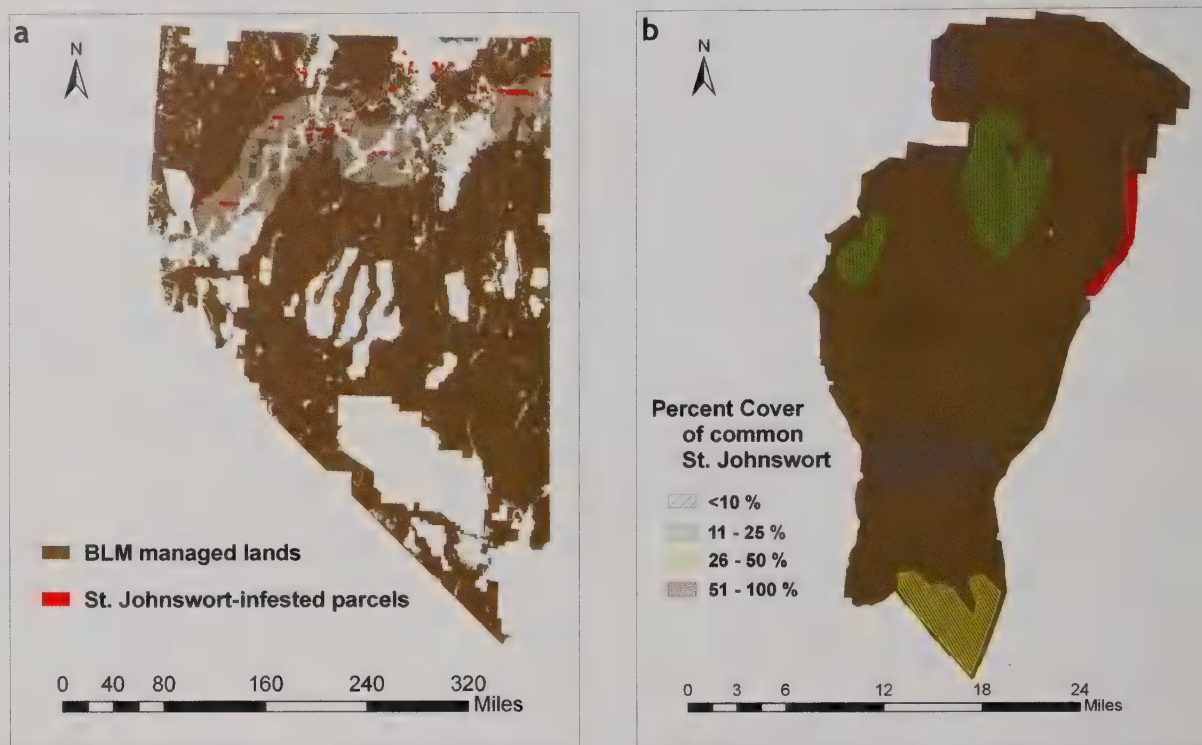 a
N
BLM managed lands
St. Johnswort-infested parcels
0 40 80 160 240 320
Miles
b
N
Percent Cover
of common
St. Johnswort
<10 %
11 - 25 %
26 - 50 %
51 - 100 %
0 3 6 12 18 24
Miles